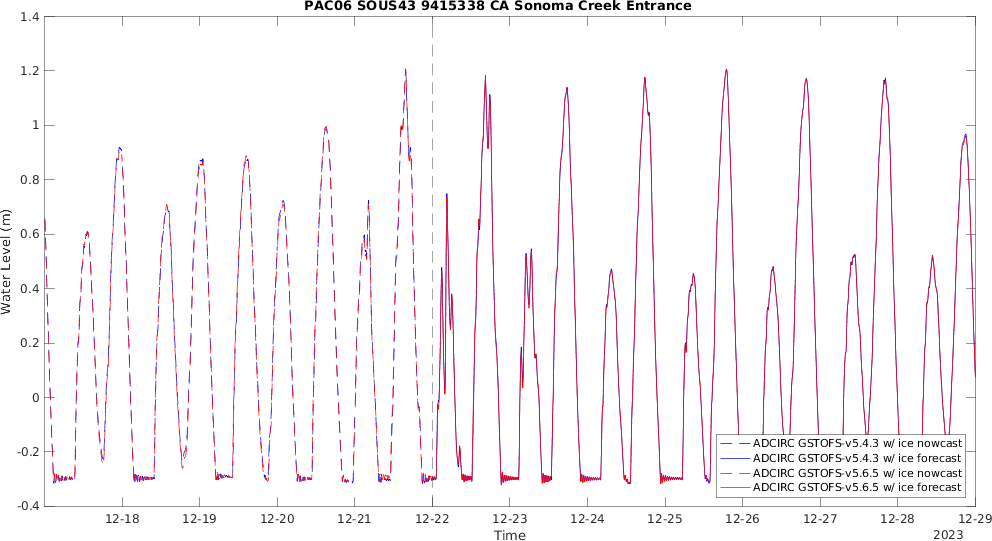 PAC06 SOUS43 9415338 CA Sonoma Creek Entrance
1.4
1.2
1
0.8
0.6
0.4
0.2
0
-0.2
-0.4
Water Level (m)
ADCIRC GSTOFS-v5.4.3 w/ ice nowcast
ADCIRC GSTOFS-v5.4.3 w/ ice forecast
ADCIRC GSTOFS-v5.6.5 w/ ice nowcast
ADCIRC GSTOFS-v5.6.5 w/ ice forecast
12-18 12-19 12-20 12-21 12-22 12-23 12-24 12-25 12-26 12-27 12-28 12-29
Time
2023